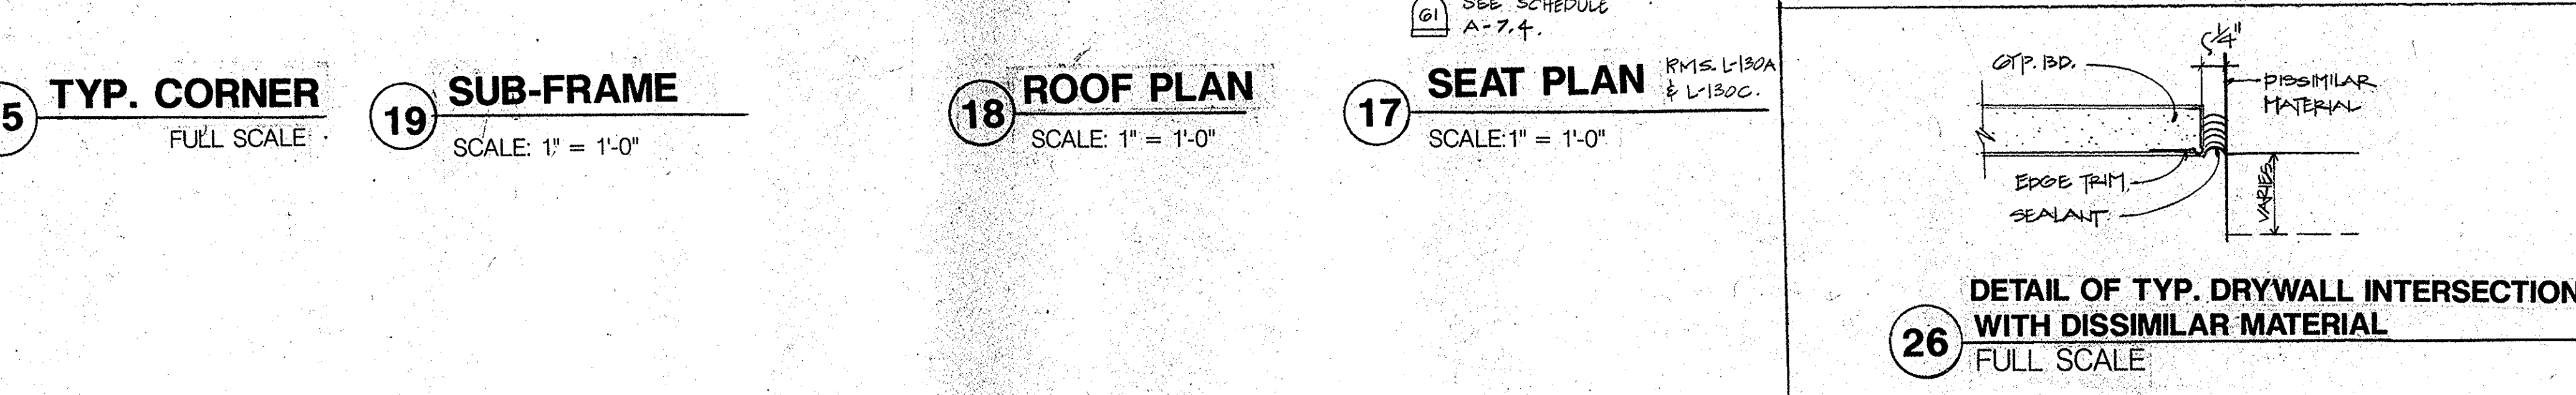 61 SEE SCHEDULE
A-7.4.
5 TYP. CORNER
FULL SCALE
19 SUB-FRAME
SCALE: 1" = 1'-0"
18 ROOF PLAN
SCALE: 1" = 1'-0"
17 SEAT PLAN
RMS. L-130A
& L-130C.
SCALE: 1" = 1'-0"
1/4"
GYP. BD.
DISSIMILAR
MATERIAL
EDGE TRIM
SEALANT
VARIES
26 DETAIL OF TYP. DRYWALL INTERSECTION
WITH DISSIMILAR MATERIAL
FULL SCALE